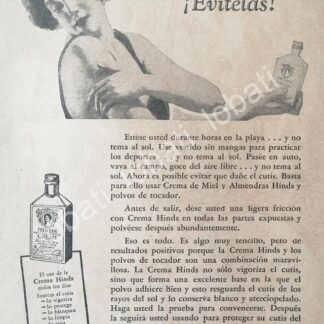 ¡Evítelas!
Estése usted durante horas en la playa . . . y no
tema al sol. Use vestido sin mangas para practicar
los deportes . . . y no tema al sol. Pasée en auto,
vaya al campo, goce del aire libre . . . y no tema al
sol. Ahora es posible evitar que dañe el cutis. Basta
para ello usar Crema de Miel y Almendras Hinds y
polvos de tocador.
Antes de salir, dese usted una ligera fricción
con Crema Hinds en todas las partes expuestas y
polvéese después abundantemente.
Eso es todo. Es algo muy sencillo, pero de
resultados positivos porque la Crema Hinds y los
polvos de tocador son una combinación maravi-
llosa. La Crema Hinds no sólo vigoriza el cutis,
sino que forma una excelente base en la que el
polvo adhiere bien y esto resguarda el cutis de los
rayos del sol y lo conserva blanco y aterciopelado.
Haga usted la prueba para convencerse. Después
la seguirá usted usando para proteger su cutis del
HINDS
El uso de la
Crema Hinds
todos los días
Suaviza el cutis
lo vigoriza
lo protege
lo blanquea
lo limpia